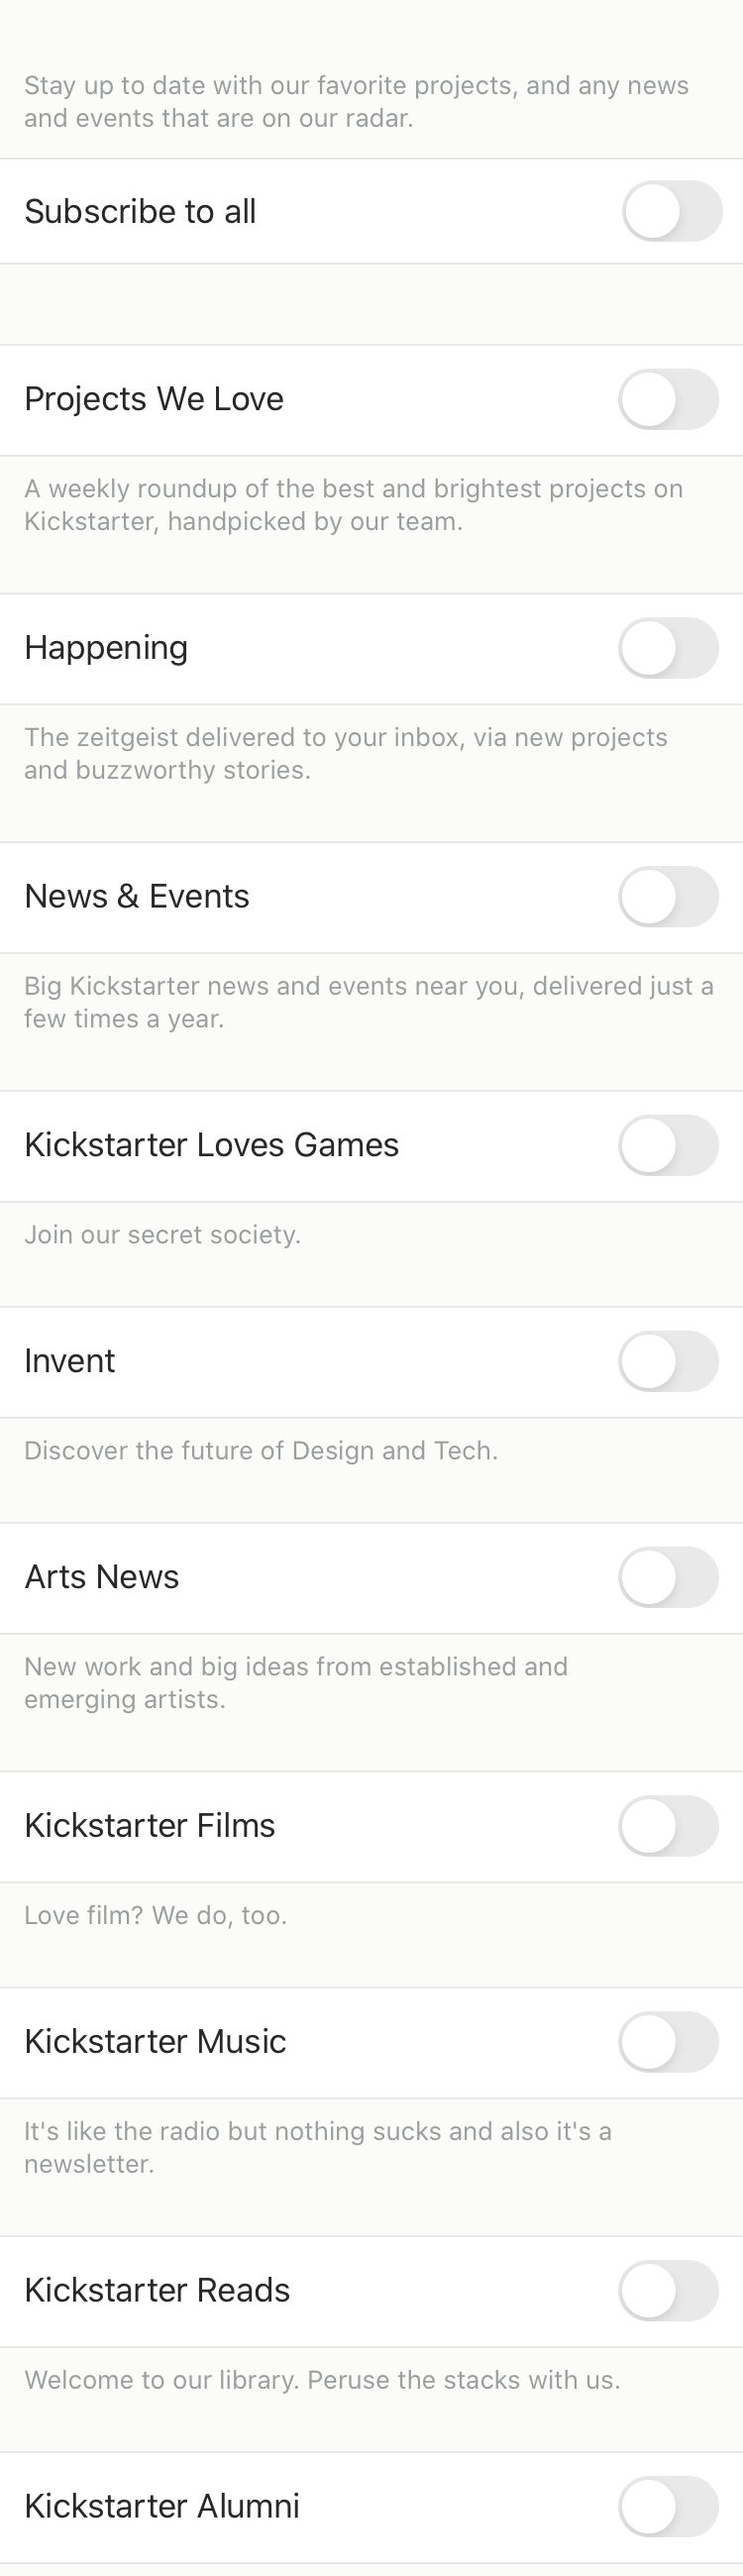 Stay up to date with our favorite projects, and any news
and events that are on our radar.
Subscribe to all
Projects We Love
A weekly roundup of the best and brightest projects on
Kickstarter, handpicked by our team.
Happening
The zeitgeist delivered to your inbox, via new projects
and buzzworthy stories.
News & Events
Big Kickstarter news and events near you, delivered just a
few times a year.
Kickstarter Loves Games
Join our secret society.
Invent
Discover the future of Design and Tech.
Arts News
New work and big ideas from established and
emerging artists.
Kickstarter Films
Love film? We do, too.
Kickstarter Music
It's like the radio but nothing sucks and also it's a
newsletter.
Kickstarter Reads
Welcome to our library. Peruse the stacks with us.
Kickstarter Alumni